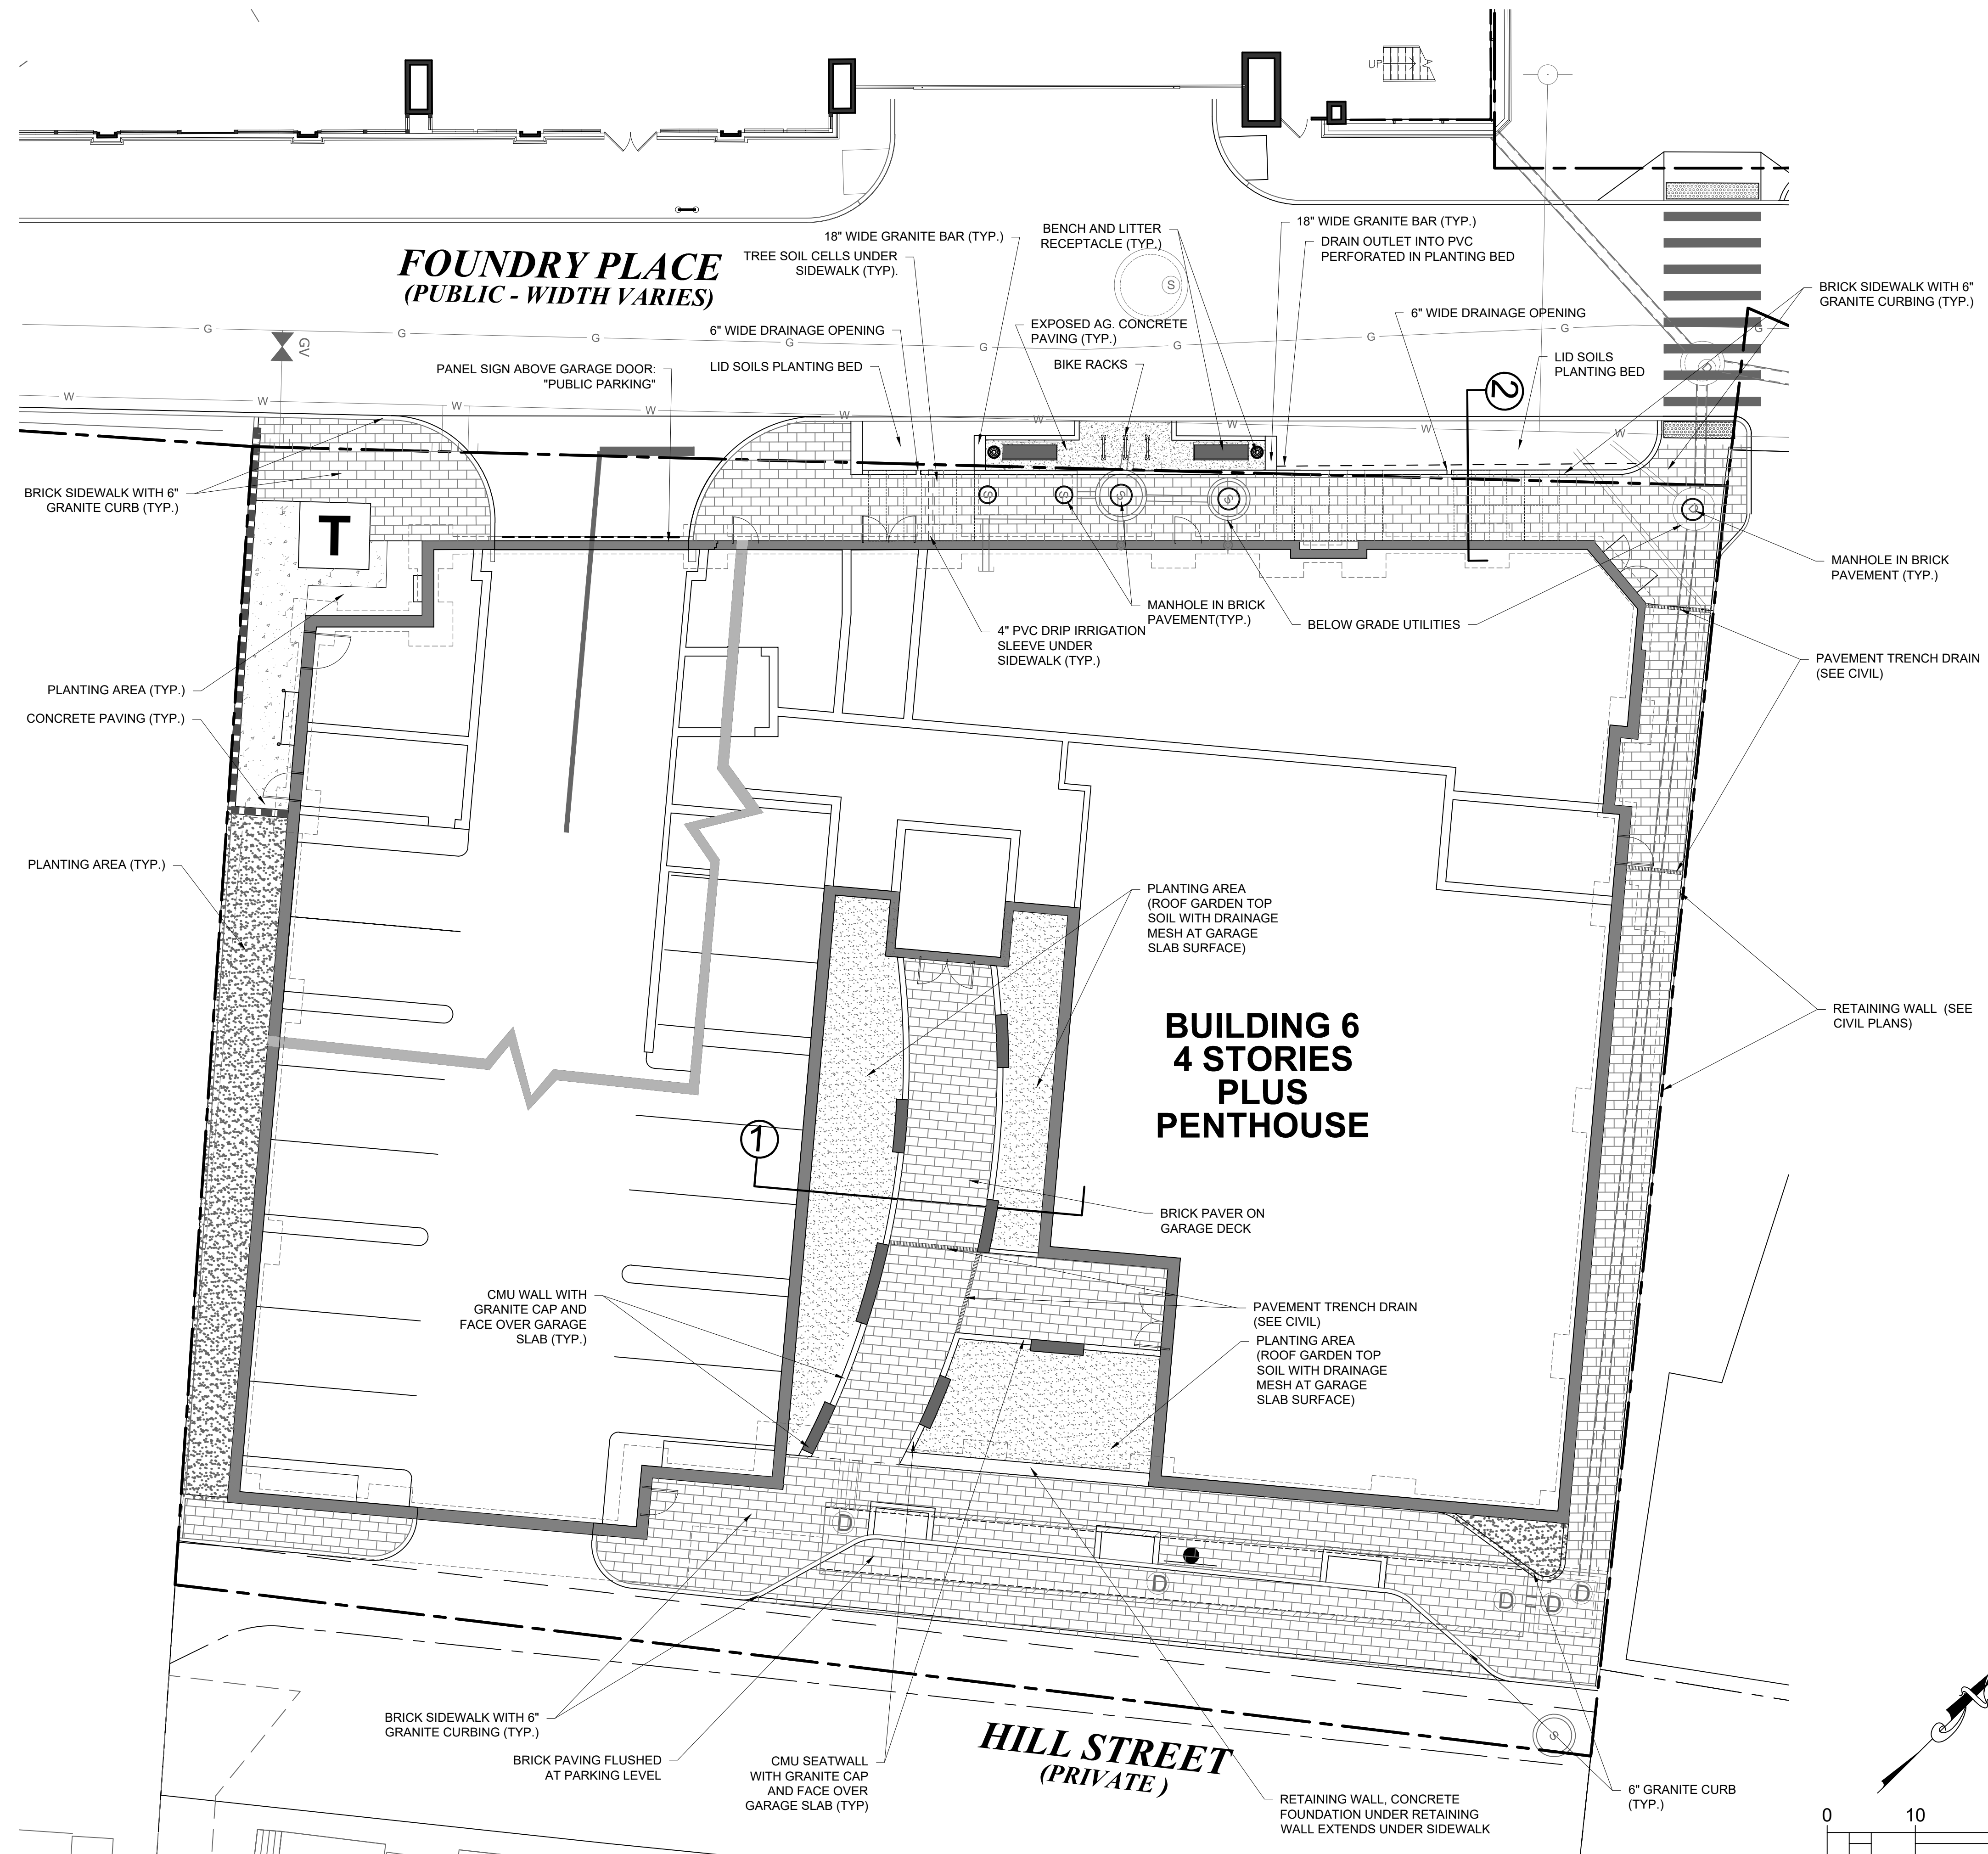 UP
FOUNDRY PLACE
(PUBLIC - WIDTH VARIES)
18" WIDE GRANITE BAR (TYP.)
TREE SOIL CELLS UNDER
SIDEWALK (TYP).
BENCH AND LITTER
RECEPTACLE (TYP.)
18" WIDE GRANITE BAR (TYP.)
DRAIN OUTLET INTO PVC
PERFORATED IN PLANTING BED
S
BRICK SIDEWALK WITH 6"
GRANITE CURBING (TYP.)
6" WIDE DRAINAGE OPENING
EXPOSED AG. CONCRETE
PAVING (TYP.)
6" WIDE DRAINAGE OPENING
G
G
G
G
G
G
G
G
GV
PANEL SIGN ABOVE GARAGE DOOR:
"PUBLIC PARKING"
LID SOILS PLANTING BED
BIKE RACKS
LID SOILS
PLANTING BED
D
2
W
W
W
W
W
W
W
W
W
BRICK SIDEWALK WITH 6"
GRANITE CURB (TYP.)
S
S
S
S
D
T
MANHOLE IN BRICK
PAVEMENT (TYP.)
MANHOLE IN BRICK
PAVEMENT(TYP.)
BELOW GRADE UTILITIES
4" PVC DRIP IRRIGATION
SLEEVE UNDER
SIDEWALK (TYP.)
PAVEMENT TRENCH DRAIN
(SEE CIVIL)
PLANTING AREA (TYP.)
CONCRETE PAVING (TYP.)
PLANTING AREA (TYP.)
PLANTING AREA
(ROOF GARDEN TOP
SOIL WITH DRAINAGE
MESH AT GARAGE
SLAB SURFACE)
RETAINING WALL (SEE
CIVIL PLANS)
BUILDING 6
4 STORIES
PLUS
PENTHOUSE
1
BRICK PAVER ON
GARAGE DECK
CMU WALL WITH
GRANITE CAP AND
FACE OVER GARAGE
SLAB (TYP.)
PAVEMENT TRENCH DRAIN
(SEE CIVIL)
PLANTING AREA
(ROOF GARDEN TOP
SOIL WITH DRAINAGE
MESH AT GARAGE
SLAB SURFACE)
D
D
D
D
D
BRICK SIDEWALK WITH 6"
GRANITE CURBING (TYP.)
BRICK PAVING FLUSHED
AT PARKING LEVEL
CMU SEATWALL
WITH GRANITE CAP
AND FACE OVER
GARAGE SLAB (TYP)
HILL STREET
(PRIVATE )
S
RETAINING WALL, CONCRETE
FOUNDATION UNDER RETAINING
WALL EXTENDS UNDER SIDEWALK
6" GRANITE CURB
(TYP.)
0
10